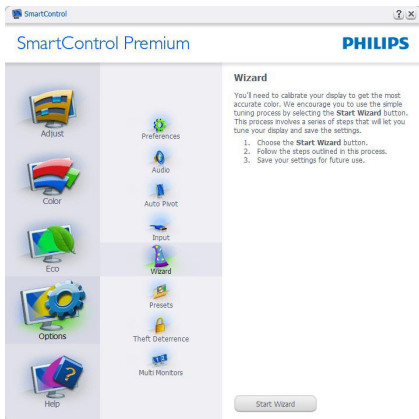 SmartControl
? X
SmartControl Premium
PHILIPS
Adjust
Color
Eco
Options
Help
Preferences
Audio
Auto Pivot
Input
Wizard
Presets
Theft Deterrence
Multi Monitors
Wizard
You'll need to calibrate your display to get the most
accurate color. We encourage you to use the simple
tuning process by selecting the Start Wizard button.
This process involves a series of steps that will let you
tune your display and save the settings.
1. Choose the Start Wizard button.
2. Follow the steps outlined in this process.
3. Save your settings for future use.
Start Wizard